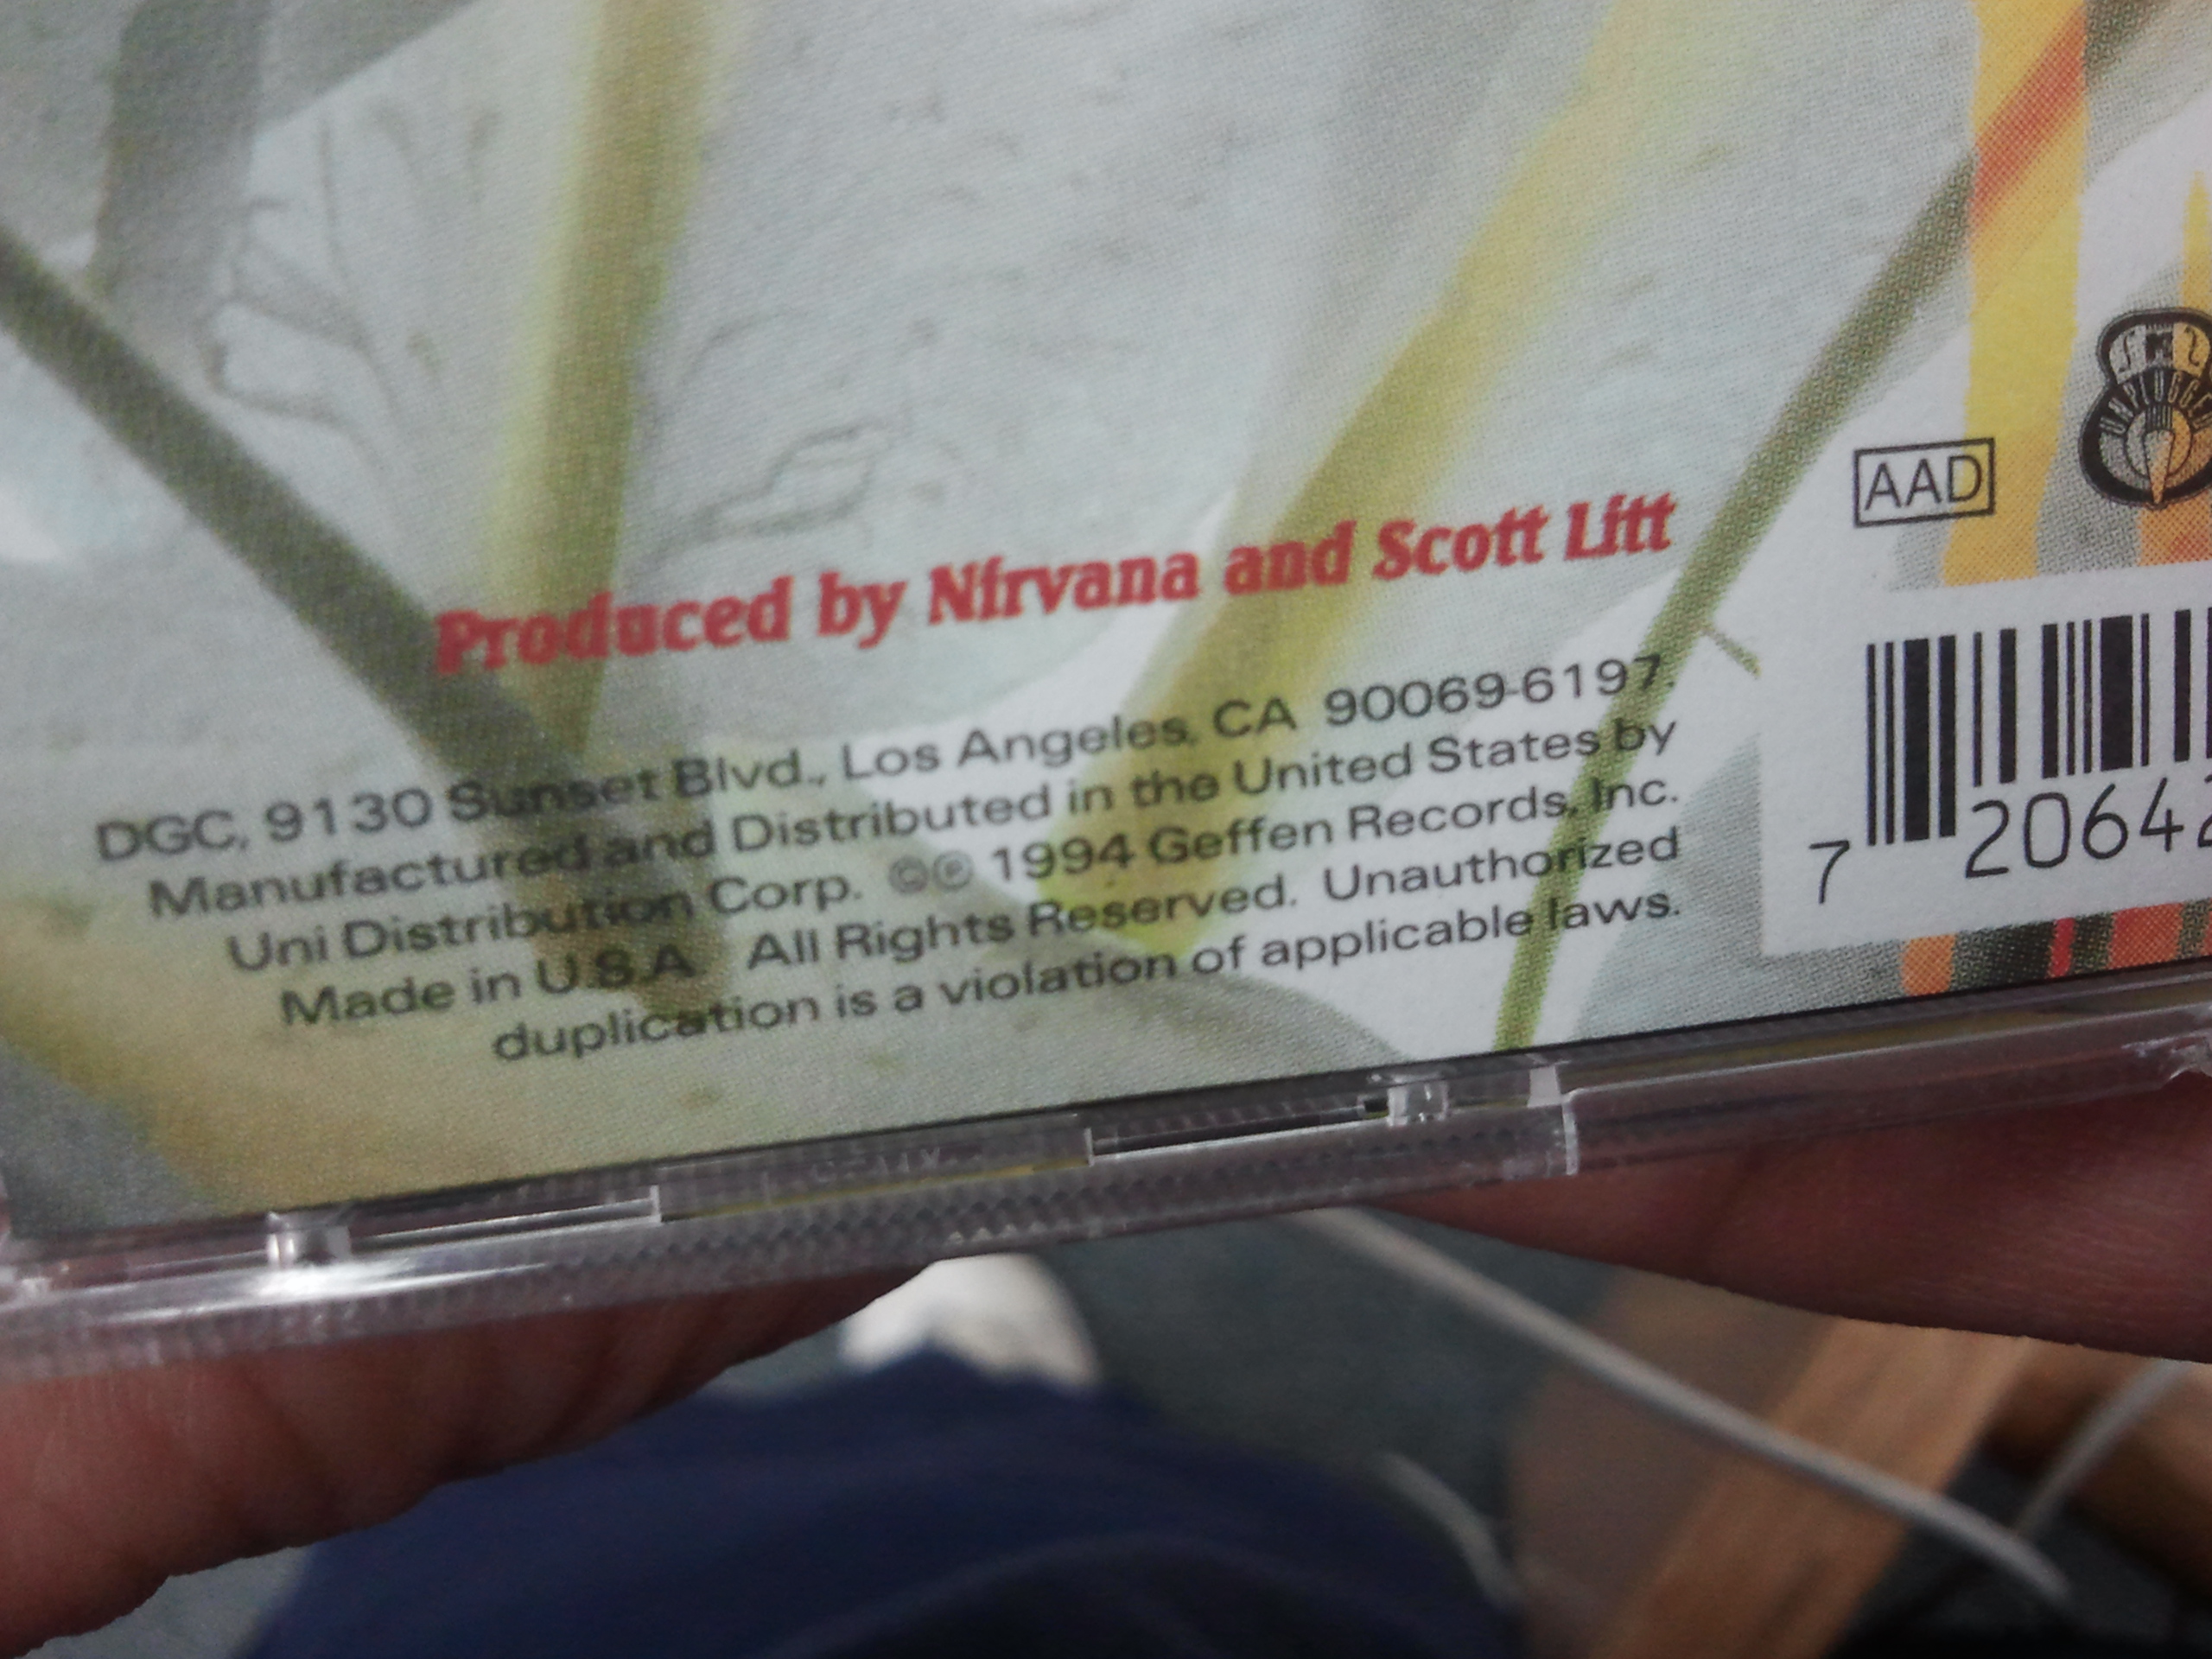 AAD
Produced by Nirvana and Scott Litt
DGC, 9130 Sunset Blvd., Los Angeles, CA 90069-6197.
Manufactured and Distributed in the United States by
Uni Distribution Corp. ©℗ 1994 Geffen Records, Inc.
Made in U.S.A. All Rights Reserved. Unauthorized
duplication is a violation of applicable laws.
7 20642